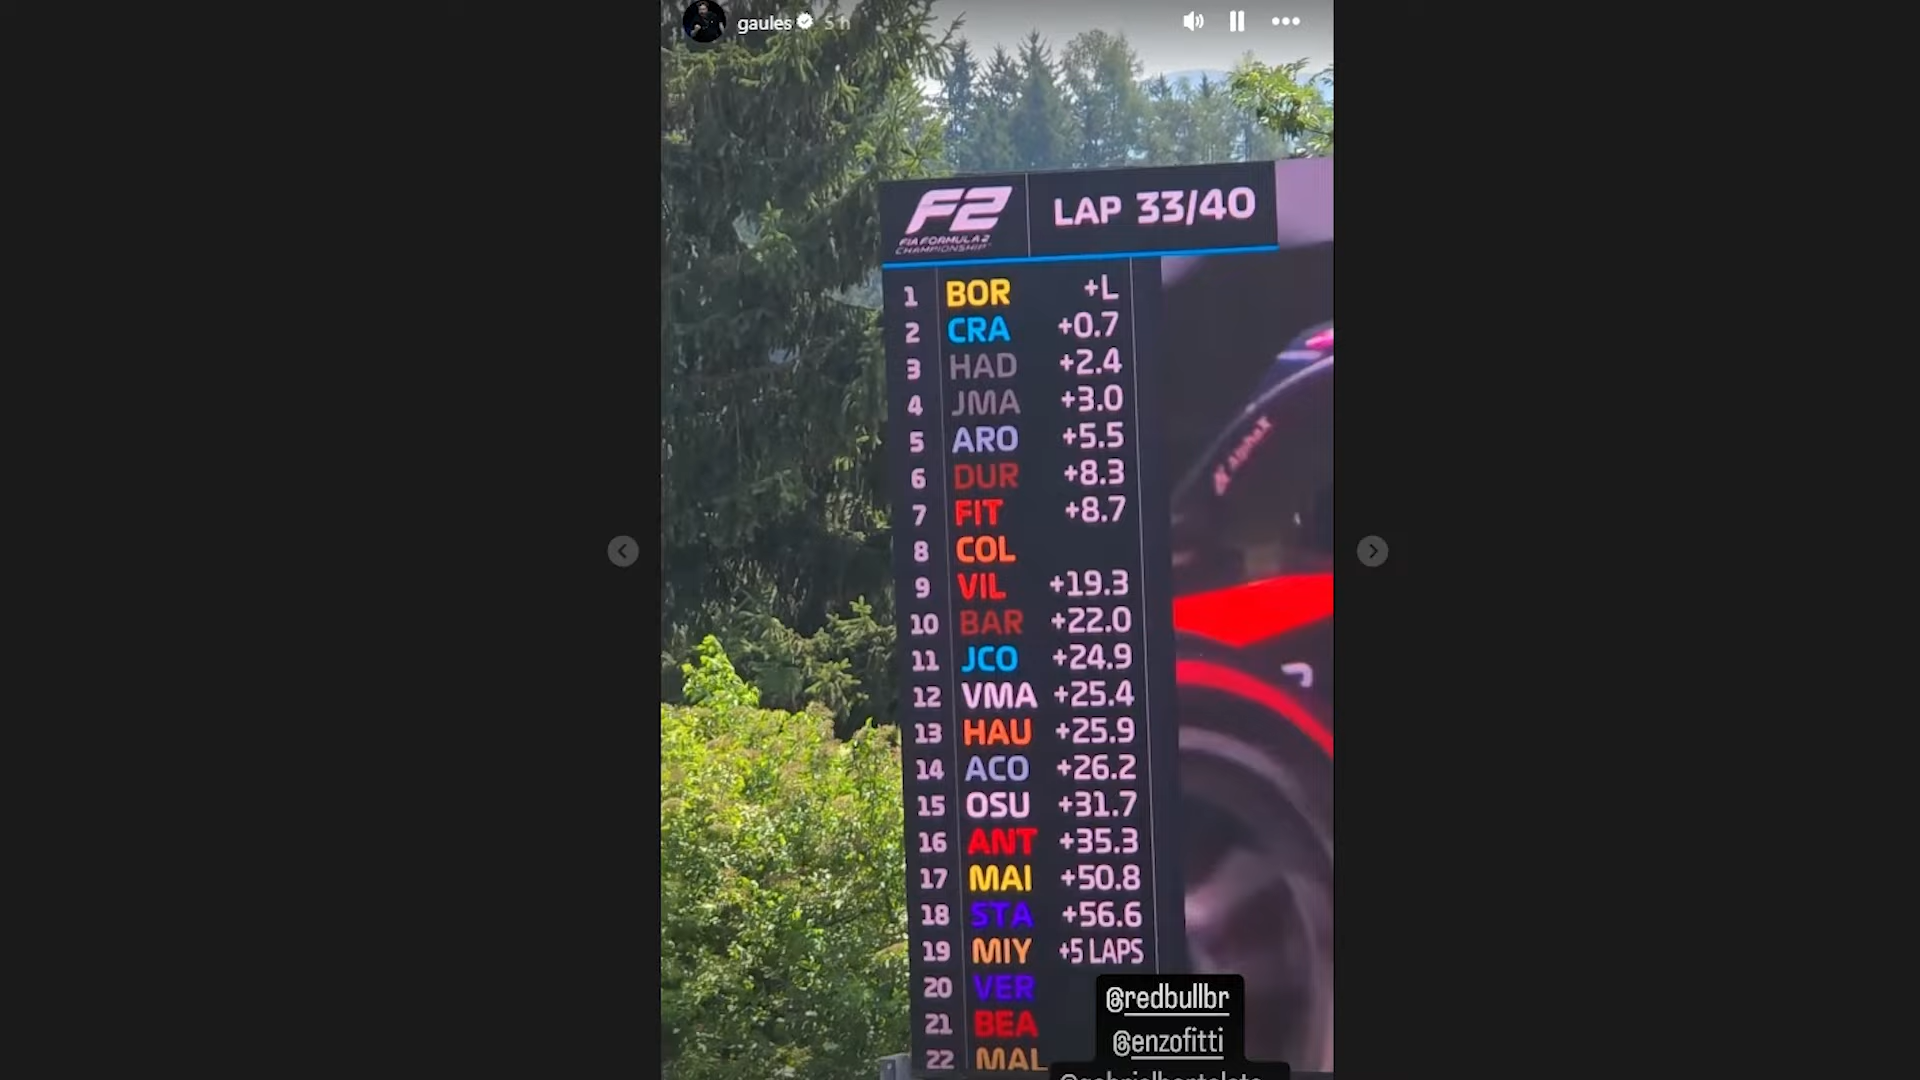 gaules 5 h
F2 LAP 33/40
FIA FORMULA 2
CHAMPIONSHIP
1 BOR +L
2 CRA +0.7
3 HAD +2.4
4 JMA +3.0
5 ARO +5.5
6 DUR +8.3
7 FIT +8.7
8 COL
9 VIL +19.3
10 BAR +22.0
11 JCO +24.9
12 VMA +25.4
13 HAU +25.9
14 ACO +26.2
15 OSU +31.7
16 ANT +35.3
17 MAI +50.8
18 STA +56.6
19 MIY +5 LAPS
20 VER
21 BEA
22 MAL
@redbullbr
@enzofitti
AlphaX